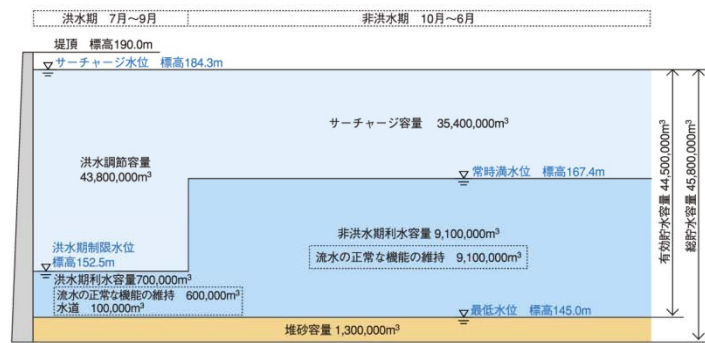 洪水期 7月～9月
非洪水期 10月～6月
堤頂 標高190.0m
サーチャージ水位 標高184.3m
サーチャージ容量 35,400,000m³
洪水調節容量
43,800,000m³
常時満水位 標高167.4m
有効貯水容量 44,500,000m³
総貯水容量 45,800,000m³
非洪水期利水容量 9,100,000m³
流水の正常な機能の維持 9,100,000m³
洪水期制限水位
標高152.5m
洪水期利水容量700,000m³
流水の正常な機能の維持 600,000m³
水道 100,000m³
最低水位 標高145.0m
堆砂容量 1,300,000m³